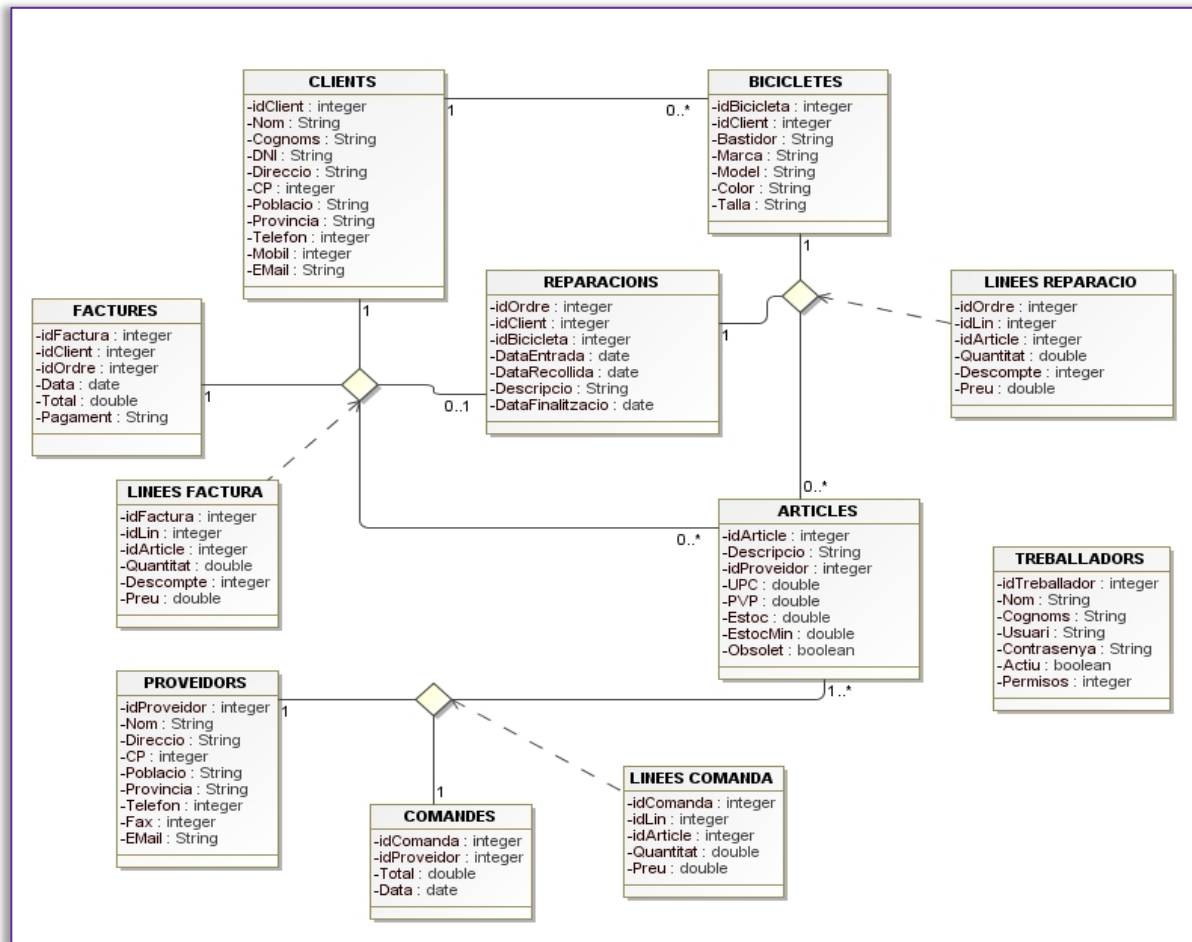 CLIENTS
-idClient : integer
-Nom : String
-Cognoms : String
-DNI : String
-Direccio : String
-CP : integer
-Poblacio : String
-Provincia : String
-Telefon : integer
-Mobil : integer
-EMail : String
1
0..*
1
BICICLETES
-idBicicleta : integer
-idClient : integer
-Bastidor : String
-Marca : String
-Model : String
-Color : String
-Talla : String
1
FACTURES
-idFactura : integer
-idClient : integer
-idOrdre : integer
-Data : date
-Total : double
-Pagament : String
1
REPARACIONS
-idOrdre : integer
-idClient : integer
-idBicicleta : integer
-DataEntrada : date
-DataRecollida : date
-Descripcio : String
-DataFinalitzacio : date
1
0..1
LINEES REPARACIO
-idOrdre : integer
-idLin : integer
-idArticle : integer
-Quantitat : double
-Descompte : integer
-Preu : double
LINEES FACTURA
-idFactura : integer
-idLin : integer
-idArticle : integer
-Quantitat : double
-Descompte : integer
-Preu : double
0..*
0..*
ARTICLES
-idArticle : integer
-Descripcio : String
-idProveidor : integer
-UPC : double
-PVP : double
-Estoc : double
-EstocMin : double
-Obsolet : boolean
1..*
TREBALLADORS
-idTreballador : integer
-Nom : String
-Cognoms : String
-Usuari : String
-Contrasenya : String
-Actiu : boolean
-Permisos : integer
PROVEIDORS
-idProveidor : integer
-Nom : String
-Direccio : String
-CP : integer
-Poblacio : String
-Provincia : String
-Telefon : integer
-Fax : integer
-EMail : String
1
1
COMANDES
-idComanda : integer
-idProveidor : integer
-Total : double
-Data : date
LINEES COMANDA
-idComanda : integer
-idLin : integer
-idArticle : integer
-Quantitat : double
-Preu : double